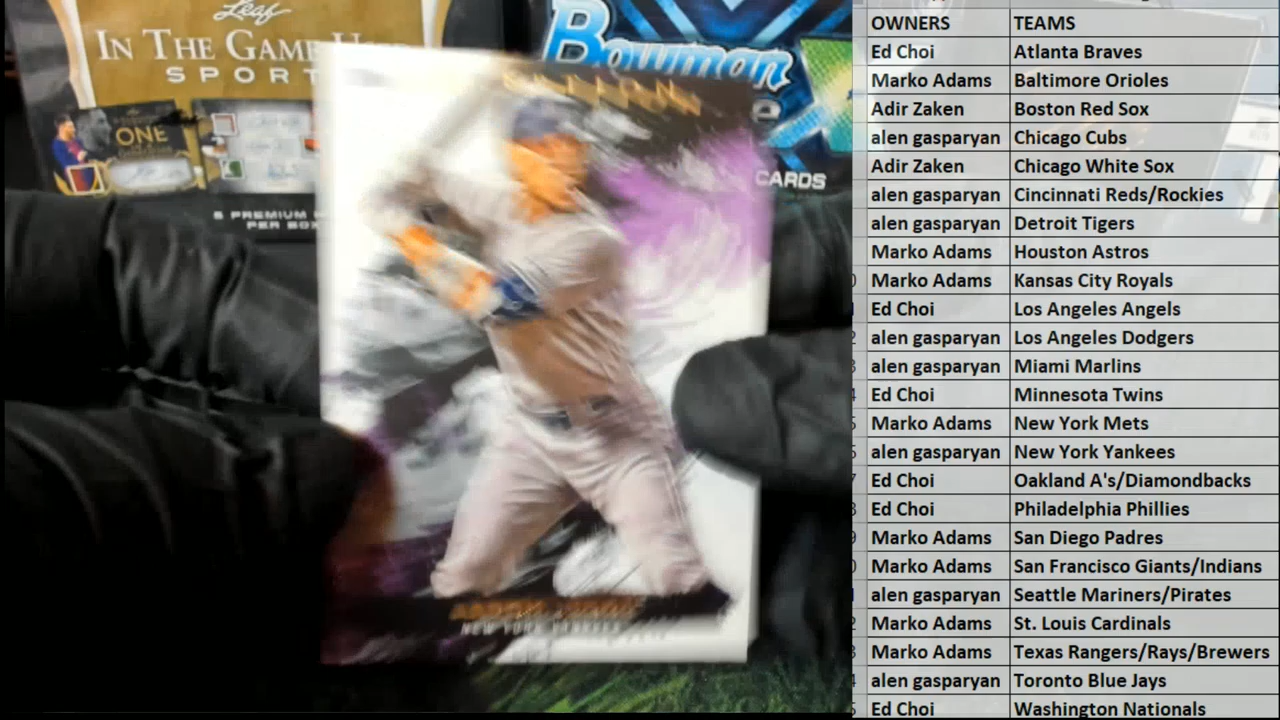 Leaf
IN THE GAME
SPORT
ONE
Bowman
CARDS
NEW YORK YANKEES
OWNERS TEAMS
Ed Choi Atlanta Braves
Marko Adams Baltimore Orioles
Adir Zaken Boston Red Sox
alen gasparyan Chicago Cubs
Adir Zaken Chicago White Sox
alen gasparyan Cincinnati Reds/Rockies
alen gasparyan Detroit Tigers
Marko Adams Houston Astros
Marko Adams Kansas City Royals
Ed Choi Los Angeles Angels
alen gasparyan Los Angeles Dodgers
alen gasparyan Miami Marlins
Ed Choi Minnesota Twins
Marko Adams New York Mets
alen gasparyan New York Yankees
Ed Choi Oakland A's/Diamondbacks
Ed Choi Philadelphia Phillies
Marko Adams San Diego Padres
Marko Adams San Francisco Giants/Indians
alen gasparyan Seattle Mariners/Pirates
Marko Adams St. Louis Cardinals
Marko Adams Texas Rangers/Rays/Brewers
alen gasparyan Toronto Blue Jays
Ed Choi Washington Nationals